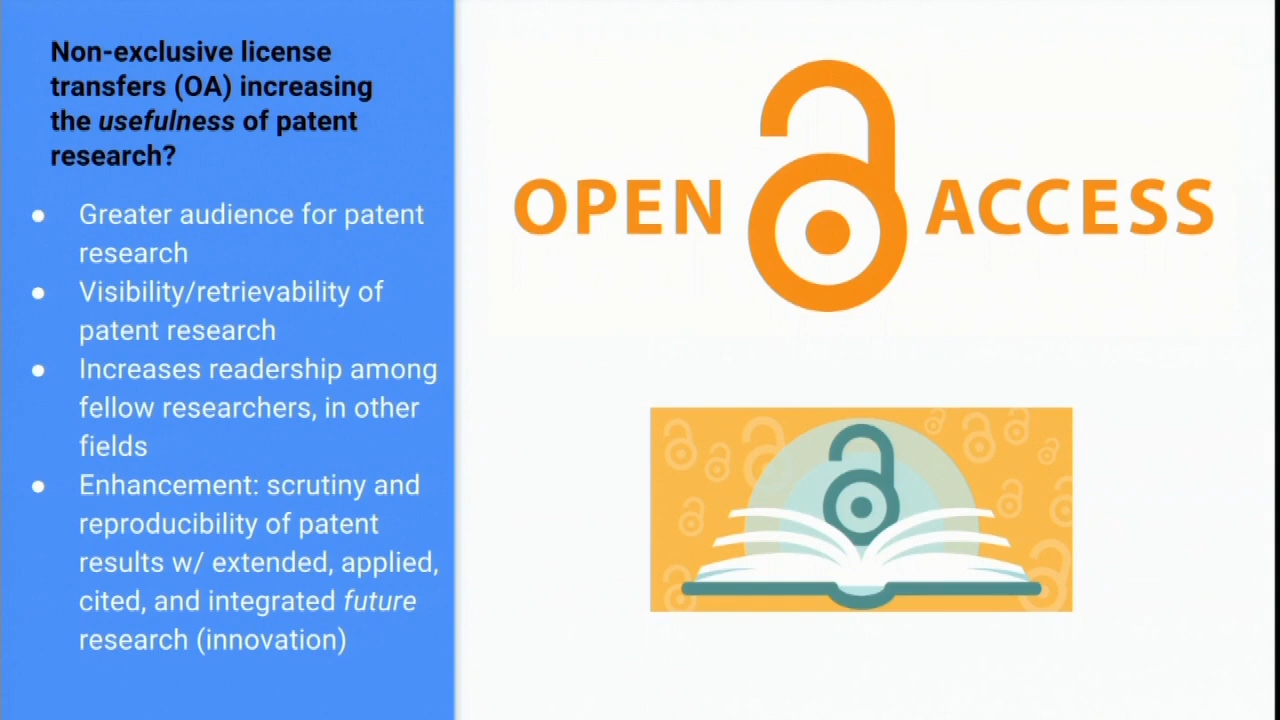 Non-exclusive license
transfers (OA) increasing
the usefulness of patent
research?
● Greater audience for patent
research
● Visibility/retrievability of
patent research
● Increases readership among
fellow researchers, in other
fields
● Enhancement: scrutiny and
reproducibility of patent
results w/ extended, applied,
cited, and integrated future
research (innovation)
OPEN ACCESS